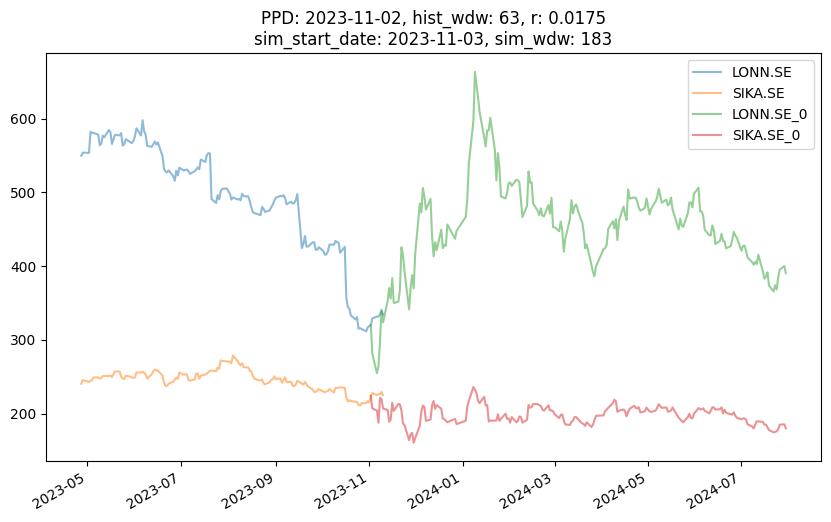 PPD: 2023-11-02, hist_wdw: 63, r: 0.0175
sim_start_date: 2023-11-03, sim_wdw: 183
LONN.SE
SIKA.SE
LONN.SE_0
SIKA.SE_0
600
500
400
300
200
2023-05
2023-07
2023-09
2023-11
2024-01
2024-03
2024-05
2024-07